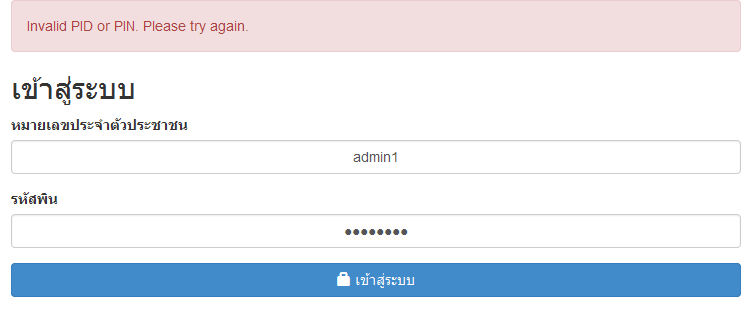 Invalid PID or PIN. Please try again.
เข้าสู่ระบบ
หมายเลขประจำตัวประชาชน
admin1
รหัสพิน
••••••••
เข้าสู่ระบบ